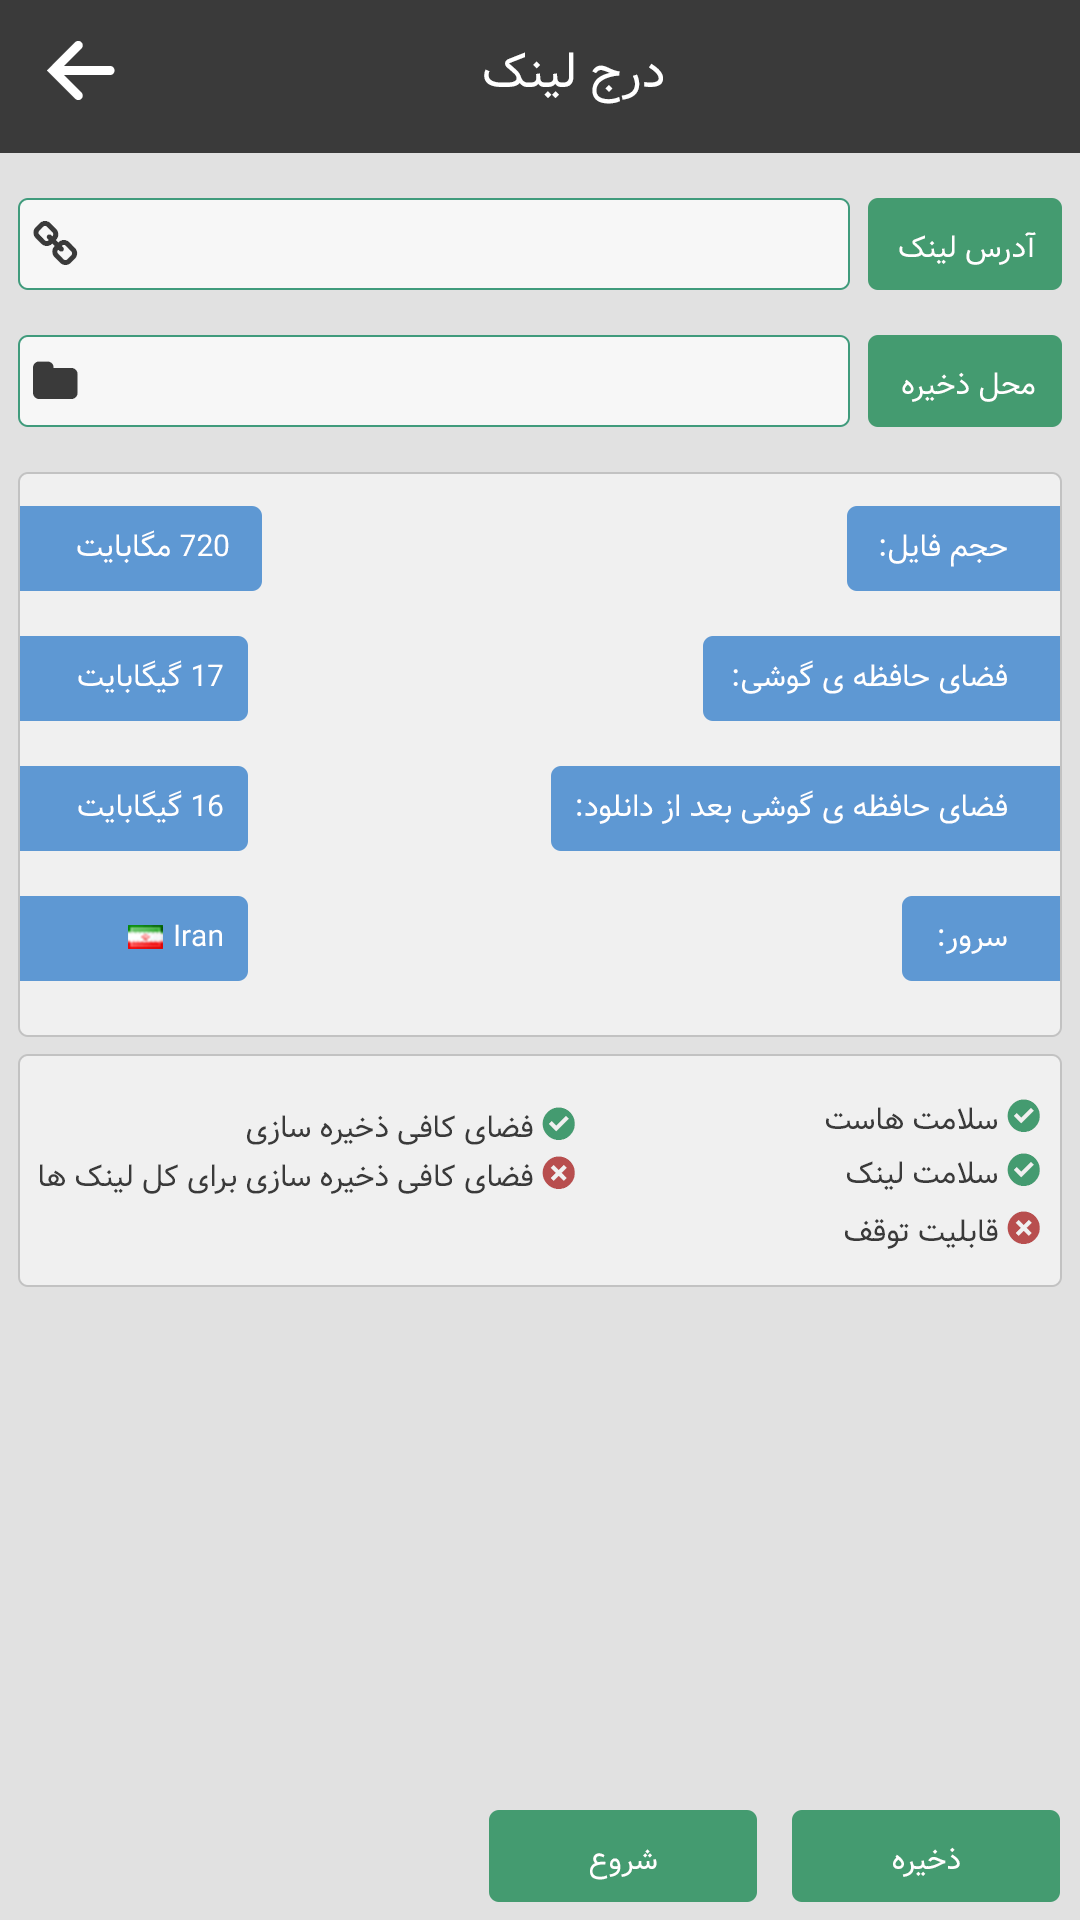 درج لینک
آدرس لینک
محل ذخیره
حجم فایل: 720 مگابایت
فضای حافظه ی گوشی: 17 گیگابایت
فضای حافظه ی گوشی بعد از دانلود: 16 گیگابایت
سرور: Iran
سلامت هاست
سلامت لینک
قابلیت توقف
فضای کافی ذخیره سازی
فضای کافی ذخیره سازی برای کل لینک ها
ذخیره
شروع